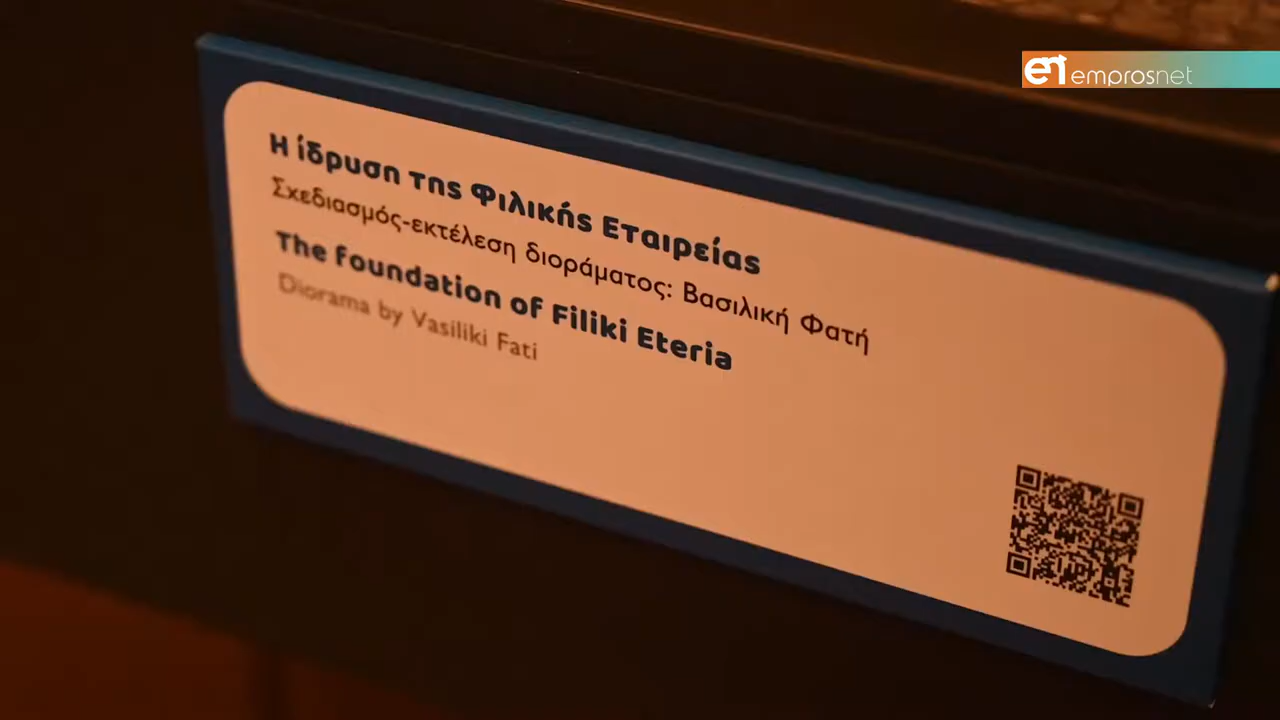 en emprosnet
Η ίδρυση της Φιλικής Εταιρείας
Σχεδιασμός-εκτέλεση διοράματος: Βασιλική Φατή
The foundation of Filiki Eteria
Diorama by Vasiliki Fati